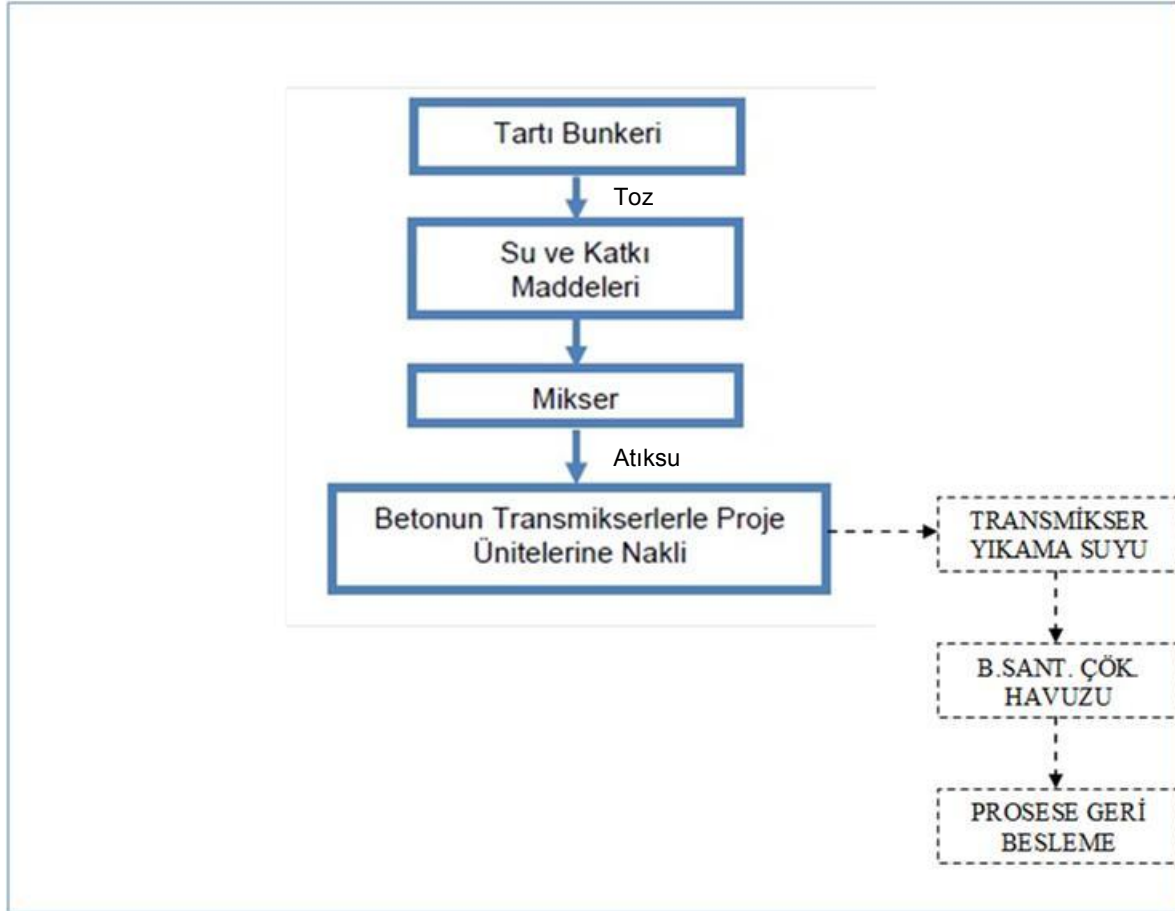 Tartı Bunkeri
Toz
Su ve Katkı
Maddeleri
Mikser
Atıksu
Betonun Transmikserlerle Proje
Ünitelerine Nakli
TRANSMİKSER
YIKAMA SUYU
B.SANT. ÇÖK.
HAVUZU
PROSESE GERİ
BESLEME